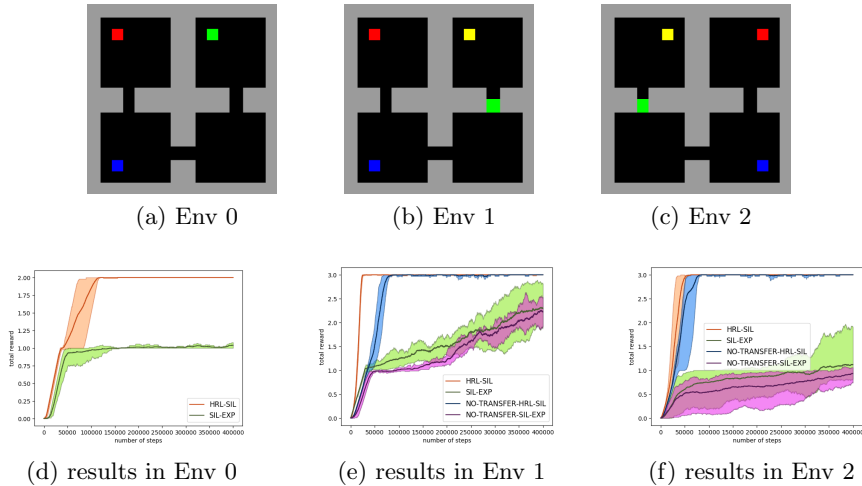 (a) Env 0
(b) Env 1
(c) Env 2
total reward
2.00
1.75
1.50
1.25
1.00
0.75
0.50
0.25
0.00
0 50000 100000 150000 200000 250000 300000 350000 400000
number of steps
HRL-SIL
SIL-EXP
total reward
3.0
2.5
2.0
1.5
1.0
0.5
0.0
0 50000 100000 150000 200000 250000 300000 350000 400000
number of steps
HRL-SIL
SIL-EXP
NO-TRANSFER-HRL-SIL
NO-TRANSFER-SIL-EXP
total reward
3.0
2.5
2.0
1.5
1.0
0.5
0.0
0 50000 100000 150000 200000 250000 300000 350000 400000
number of steps
HRL-SIL
SIL-EXP
NO-TRANSFER-HRL-SIL
NO-TRANSFER-SIL-EXP
(d) results in Env 0
(e) results in Env 1
(f) results in Env 2